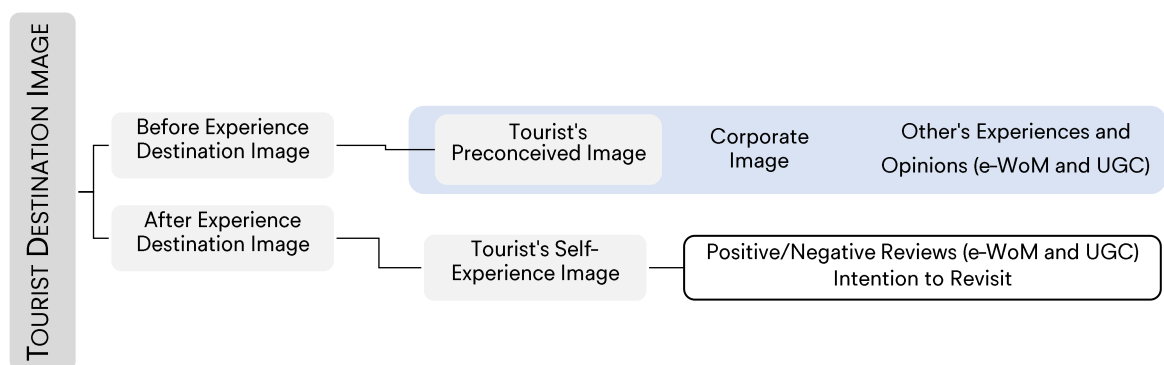 TOURIST DESTINATION IMAGE
Before Experience
Destination Image
Tourist's
Preconceived Image
Corporate
Image
Other's Experiences and
Opinions (e-WoM and UGC)
After Experience
Destination Image
Tourist's Self-
Experience Image
Positive/Negative Reviews (e-WoM and UGC)
Intention to Revisit